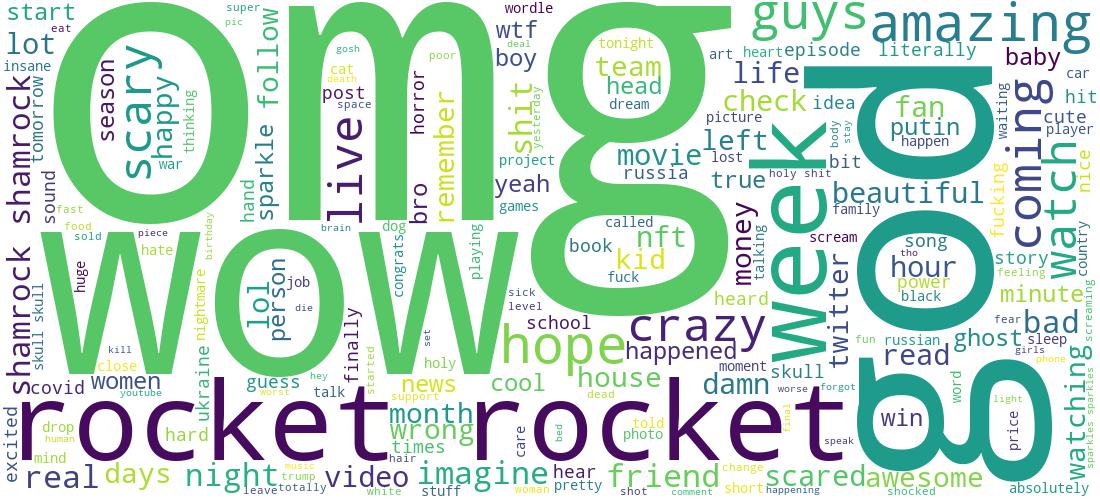 omg
wow
rocket rocket
god
week
start
eat
super
pic
wordle
guys
amazing
lot
insane
gosh
poor
wtf
deal
boy
tonight
team
head
dream
art
heart
episode
literally
baby
car
hit
season
scary
happy
thinking
war
follow
sparkle
hand
cat
death
post
space
horror
live
bro
remember
shit
yesterday
project
yeah
games
life
check
idea
picture
left
lost
movie
russia
true
holy shit
body
stay
bit
fan
putin
happen
waiting
coming
cute
player
watch
nice
fucking
beautiful
family
shamrock shamrock shamrock
tomorrow
sound
fast
food
sold
piece
hate
birthday
huge
brain
dog
congrats
playing
called
book
nft
kid
fuck
money
talking
scream
song
tho
hour
power
black
story
feeling
country
screaming
skull skull
nightmare
lol
person
job
die
finally
set
sick
level
holy
school
hope
crazy
heard
happened
twitter
minute
fear
bad
fun
russian
ghost
sleep
read
girls
phone
moment
skull
kill
close
covid
women
youtube
ukraine
guess
worst
hey
talk
started
news
support
cool
house
dead
damn
worse
forgot
word
light
watching
sparkles sparkles
excited
drop
human
mind
hard
month
wrong
times
hair
care
bed
told
photo
final
speak
win
price
real
days
night
leave
music
trump
totally
video
white
imagine
stuff
hear
pretty
woman
friend
shot
comment
change
short
happening
scared
awesome
shocked
absolutely